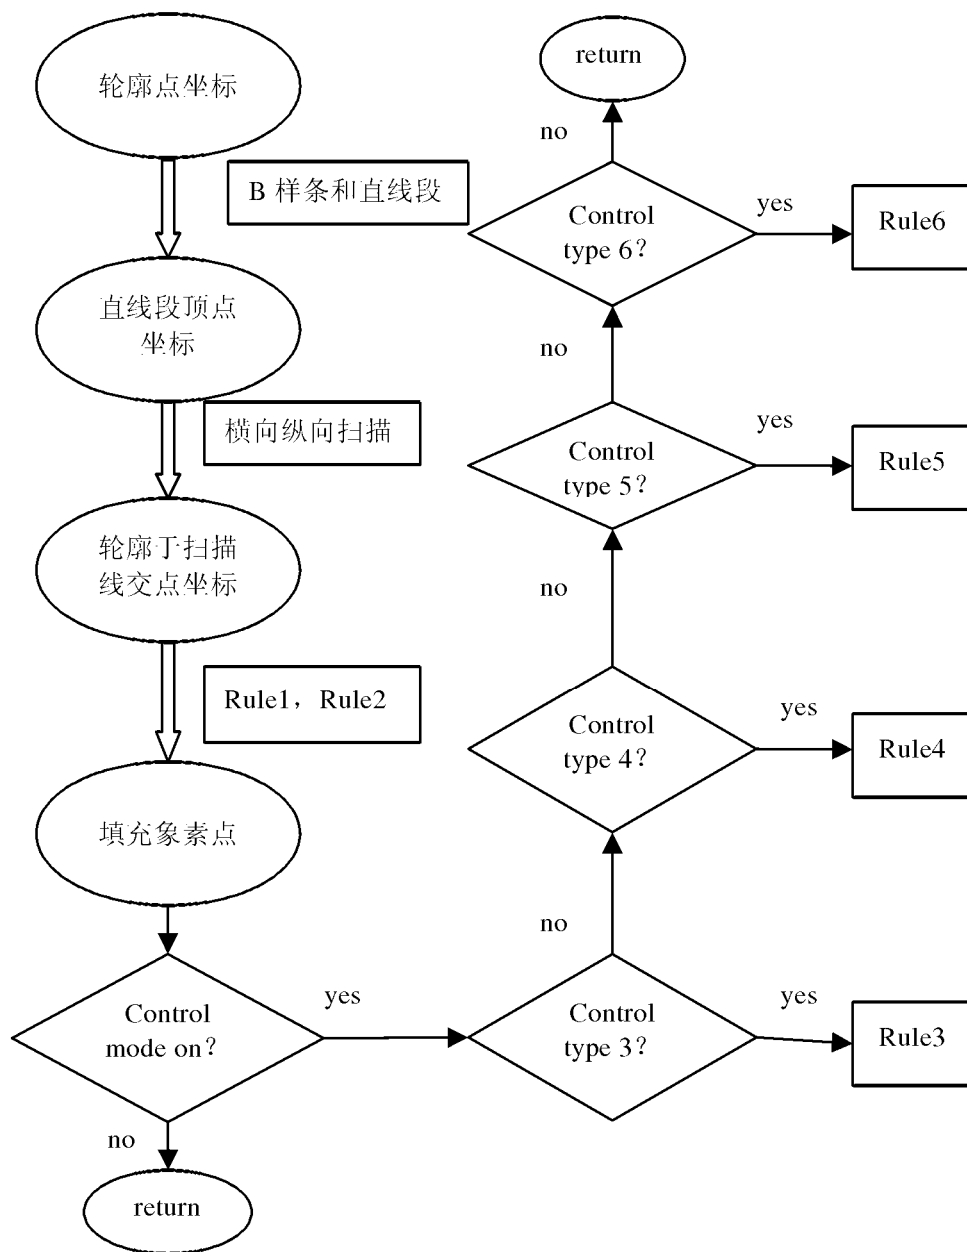 轮廓点坐标
B 样条和直线段
直线段顶点
坐标
横向纵向扫描
轮廓于扫描
线交点坐标
Rule1，Rule2
填充象素点
Control
mode on？
yes
no
return
Control
type 3？
yes
Rule3
no
Control
type 4？
yes
Rule4
no
Control
type 5？
yes
Rule5
no
Control
type 6？
yes
Rule6
no
return